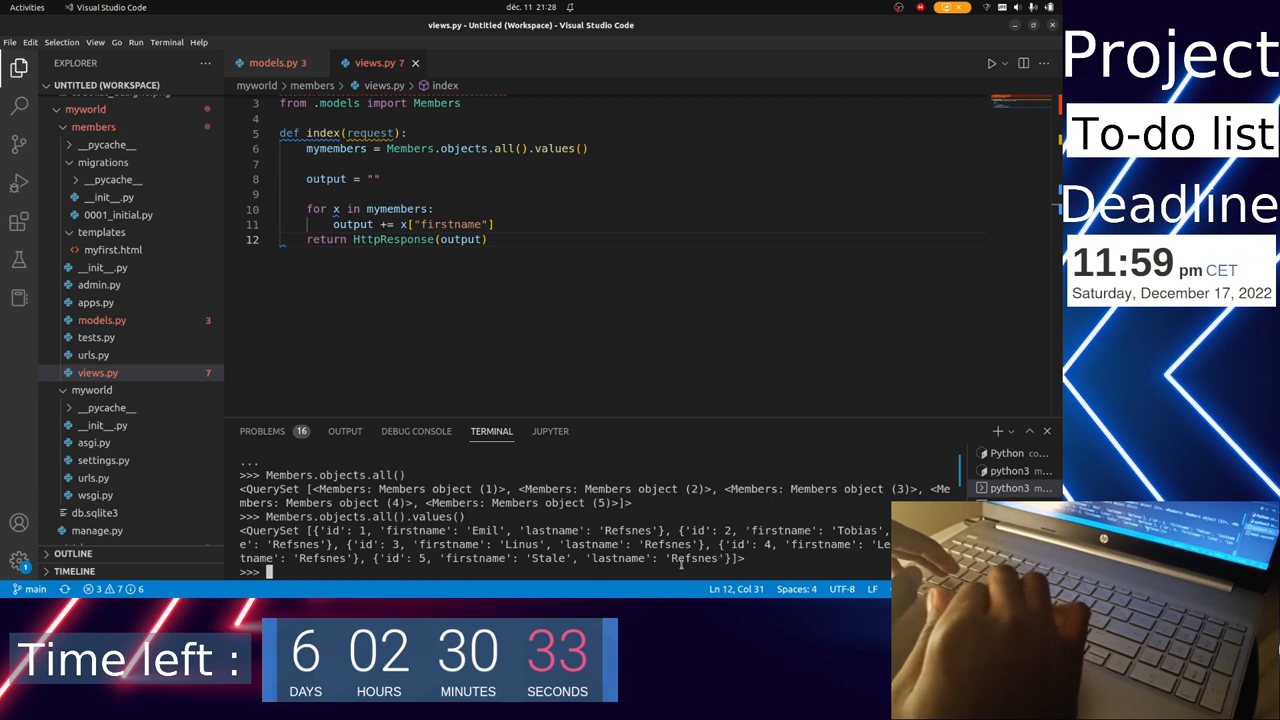 Activities
Visual Studio Code
déc. 11 21:28
views.py - Untitled (Workspace) - Visual Studio Code
File Edit Selection View Go Run Terminal Help
EXPLORER
UNTITLED (WORKSPACE)
myworld
members
__pycache__
migrations
__pycache__
__init__.py
0001_initial.py
templates
myfirst.html
__init__.py
admin.py
apps.py
models.py 3
tests.py
urls.py
views.py 7
myworld
__pycache__
__init__.py
asgi.py
settings.py
urls.py
wsgi.py
db.sqlite3
manage.py
OUTLINE
TIMELINE
models.py 3
views.py 7
myworld > members > views.py > index
3 from .models import Members
4
5 def index(request):
6 mymembers = Members.objects.all().values()
7
8 output = ""
9
10 for x in mymembers:
11 output += x["firstname"]
12 return HttpResponse(output)
PROBLEMS 16 OUTPUT DEBUG CONSOLE TERMINAL JUPYTER
...
>>> Members.objects.all()
<QuerySet [<Members: Members object (1)>, <Members: Members object (2)>, <Members: Members object (3)>, <Me
mbers: Members object (4)>, <Members: Members object (5)>]>
>>> Members.objects.all().values()
<QuerySet [{'id': 1, 'firstname': 'Emil', 'lastname': 'Refsnes'}, {'id': 2, 'firstname': 'Tobias',
e': 'Refsnes'}, {'id': 3, 'firstname': 'Linus', 'lastname': 'Refsnes'}, {'id': 4, 'firstname': 'Le
tname': 'Refsnes'}, {'id': 5, 'firstname': 'Stale', 'lastname': 'Refsnes'}]>
>>>
Python co...
python3 m...
python3 m...
main 3 7 6
Ln 12, Col 31 Spaces: 4 UTF-8 LF
Project
To-do list
Deadline
11:59 pm CET
Saturday, December 17, 2022
Time left :
6 02 30 33
DAYS HOURS MINUTES SECONDS